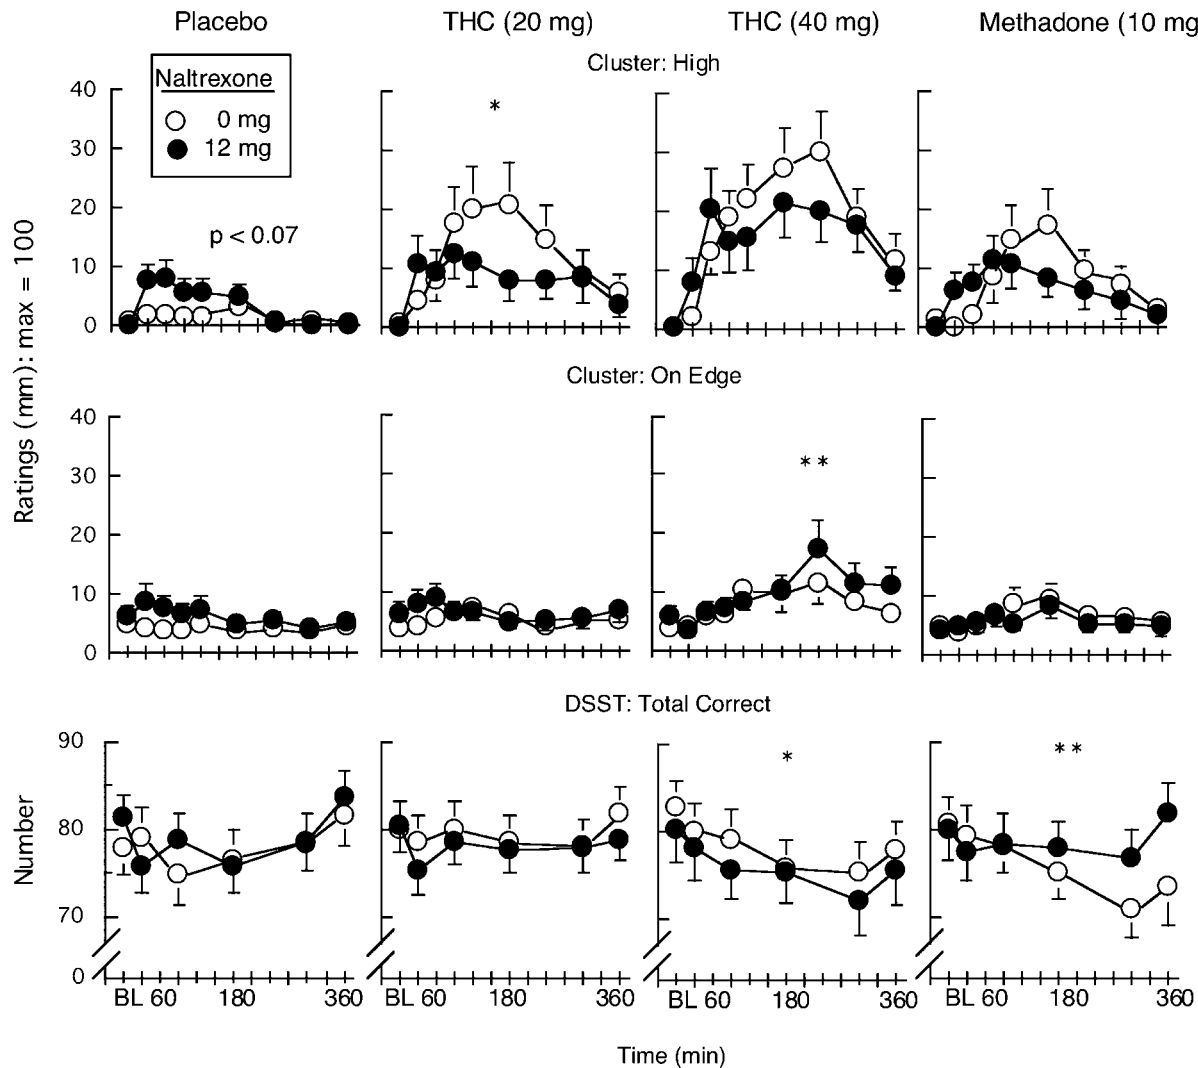 Placebo THC (20 mg) THC (40 mg) Methadone (10 mg
Cluster: High
Naltrexone
0 mg
12 mg
p < 0.07
*
40
30
20
10
0
Ratings (mm): max = 100
Cluster: On Edge
40
30
20
10
0
**
DSST: Total Correct
90
80
70
0
Number
*
**
BL 60 180 360 BL 60 180 360 BL 60 180 360 BL 60 180 360
Time (min)